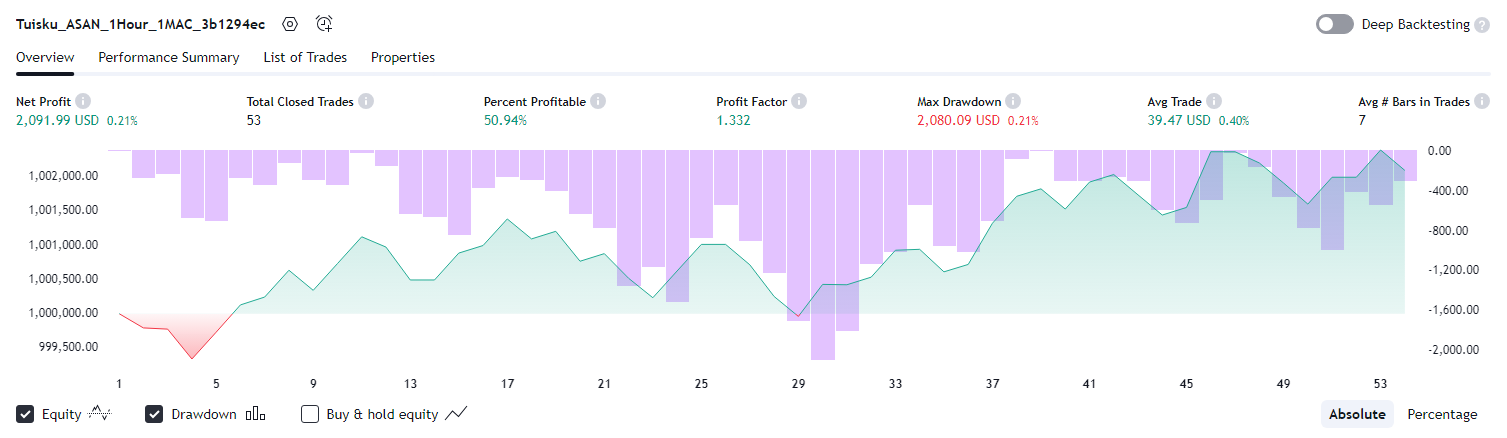 Tuisku_ASAN_1Hour_1MAC_3b1294ec
Deep Backtesting ?
Overview Performance Summary List of Trades Properties
Net Profit i Total Closed Trades i Percent Profitable i Profit Factor i Max Drawdown i Avg Trade i Avg # Bars in Trades i
2,091.99 USD 0.21% 53 50.94% 1.332 2,080.09 USD 0.21% 39.47 USD 0.40% 7
1,002,000.00
1,001,500.00
1,001,000.00
1,000,500.00
1,000,000.00
999,500.00
0.00
-400.00
-800.00
-1,200.00
-1,600.00
-2,000.00
1 5 9 13 17 21 25 29 33 37 41 45 49 53
Equity Drawdown Buy & hold equity Absolute Percentage